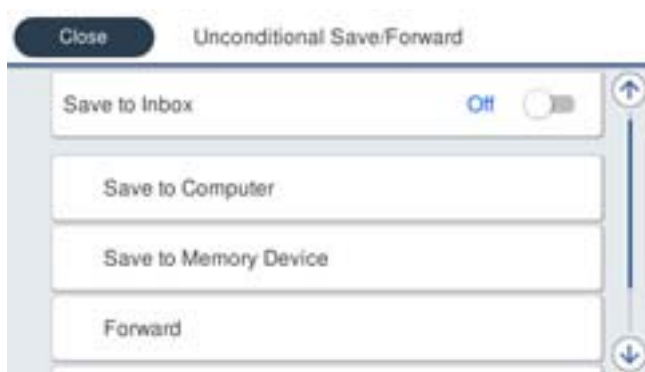 Close Unconditional Save/Forward
Save to Inbox Off
Save to Computer
Save to Memory Device
Forward